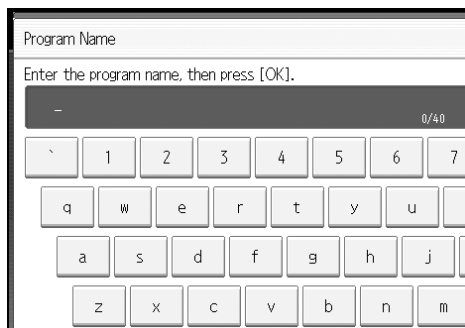 Program Name
Enter the program name, then press [OK].
_
0/40
` 1 2 3 4 5 6 7
q w e r t y u
a s d f g h j
z x c v b n m